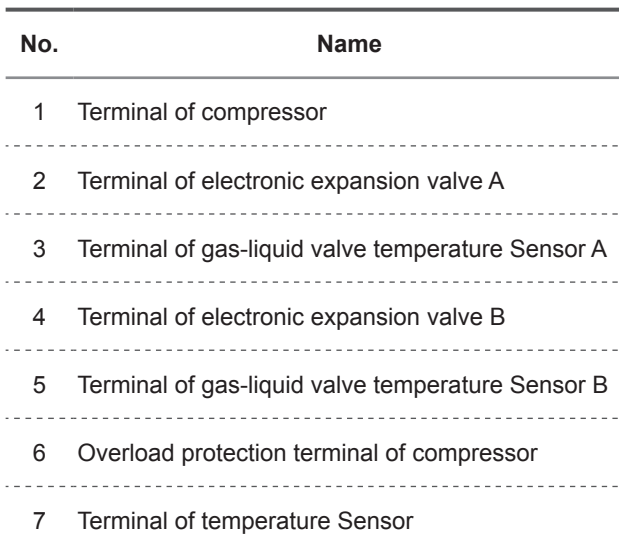 No. Name
1 Terminal of compressor
2 Terminal of electronic expansion valve A
3 Terminal of gas-liquid valve temperature Sensor A
4 Terminal of electronic expansion valve B
5 Terminal of gas-liquid valve temperature Sensor B
6 Overload protection terminal of compressor
7 Terminal of temperature Sensor